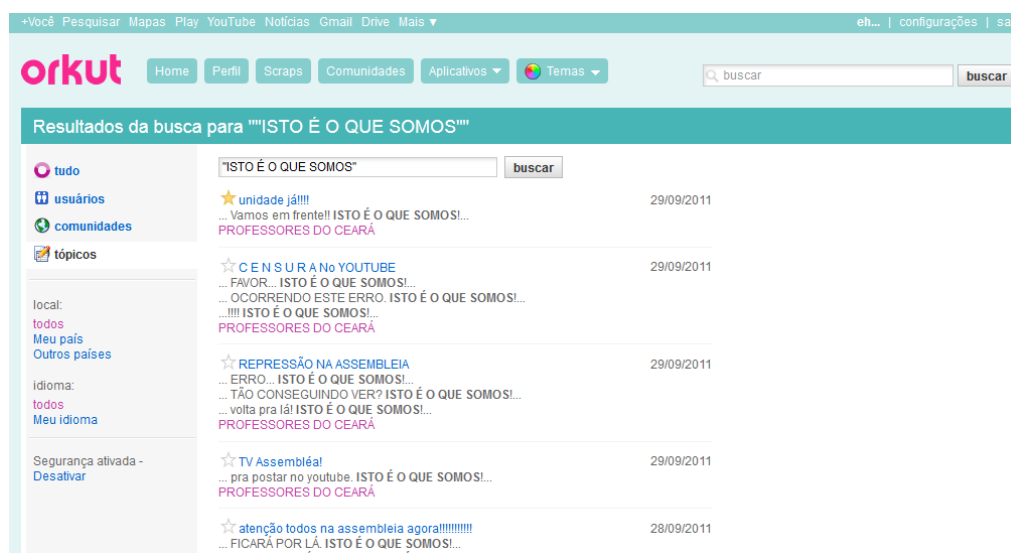 +Você Pesquisar Mapas Play YouTube Notícias Gmail Drive Mais ▼ eh... | configurações |
orkut Home Perfil Scraps Comunidades Aplicativos ▼ Temas ▼ buscar buscar
Resultados da busca para ""ISTO É O QUE SOMOS""
tudo
usuários
comunidades
tópicos
local:
todos
Meu país
Outros países
idioma:
todos
Meu idioma
Segurança ativada -
Desativar
"ISTO É O QUE SOMOS" buscar
unidade já!!!! 29/09/2011
... Vamos em frente!! ISTO É O QUE SOMOS!...
PROFESSORES DO CEARÁ
C E N S U R A No YOUTUBE 29/09/2011
... FAVOR... ISTO É O QUE SOMOS!...
... OCORRENDO ESTE ERRO. ISTO É O QUE SOMOS!...
...!!!! ISTO É O QUE SOMOS!...
PROFESSORES DO CEARÁ
REPRESSÃO NA ASSEMBLEIA 29/09/2011
... ERRO... ISTO É O QUE SOMOS!...
... TÃO CONSEGUINDO VER? ISTO É O QUE SOMOS!...
... volta pra lá! ISTO É O QUE SOMOS!...
PROFESSORES DO CEARÁ
TV Assembléa! 29/09/2011
... pra postar no youtube. ISTO É O QUE SOMOS!...
PROFESSORES DO CEARÁ
atenção todos na assembleia agora!!!!!!!!!!! 28/09/2011
... FICARÁ POR LÁ. ISTO É O QUE SOMOS!...